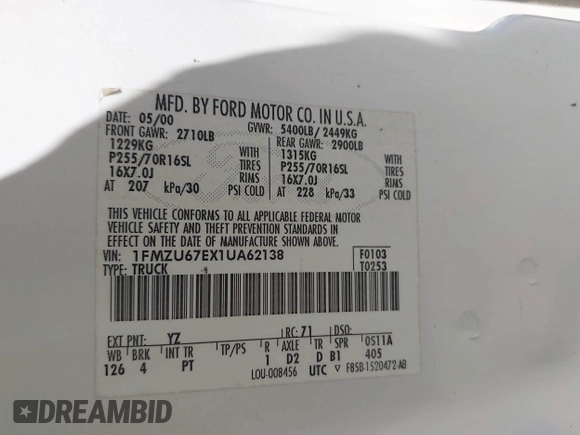 MFD. BY FORD MOTOR CO. IN U.S.A.
DATE: 05/00 GVWR: 5400LB/ 2449KG
FRONT GAWR: 2710LB REAR GAWR: 2900LB
1229KG WITH 1315KG WITH
P255/70R16SL TIRES P255/70R16SL TIRES
16X7.0J RIMS 16X7.0J RIMS
AT 207 kPa/30 PSI COLD AT 228 kPa/33 PSI COLD
THIS VEHICLE CONFORMS TO ALL APPLICABLE FEDERAL MOTOR
VEHICLE SAFETY AND THEFT PREVENTION STANDARDS IN
EFFECT ON THE DATE OF MANUFACTURE SHOWN ABOVE.
VIN: 1FMZU67EX1UA62138 F0103
TYPE: TRUCK T0253
EXT PNT: YZ RC: 71 DSO:
WB BRK INT TR TP/PS R AXLE TR SPR OS11A
126 4 PT 1 D2 D B1 405
LOU-008456 UTC ▽ F85B-1520472-AB
DREAMBID